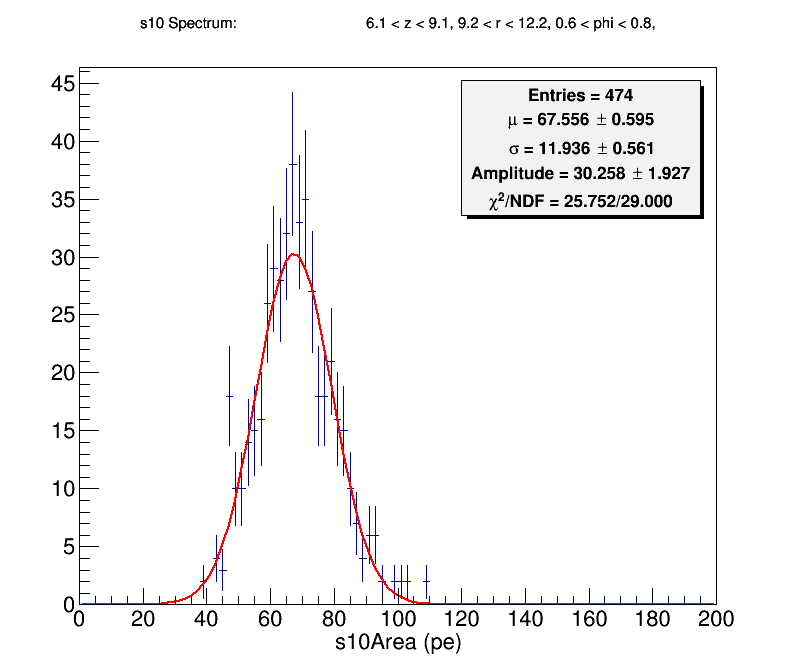 s10 Spectrum: 6.1 < z < 9.1, 9.2 < r < 12.2, 0.6 < phi < 0.8,
Entries = 474
μ = 67.556 ± 0.595
σ = 11.936 ± 0.561
Amplitude = 30.258 ± 1.927
χ²/NDF = 25.752/29.000
45
40
35
30
25
20
15
10
5
0
0 20 40 60 80 100 120 140 160 180 200
s10Area (pe)